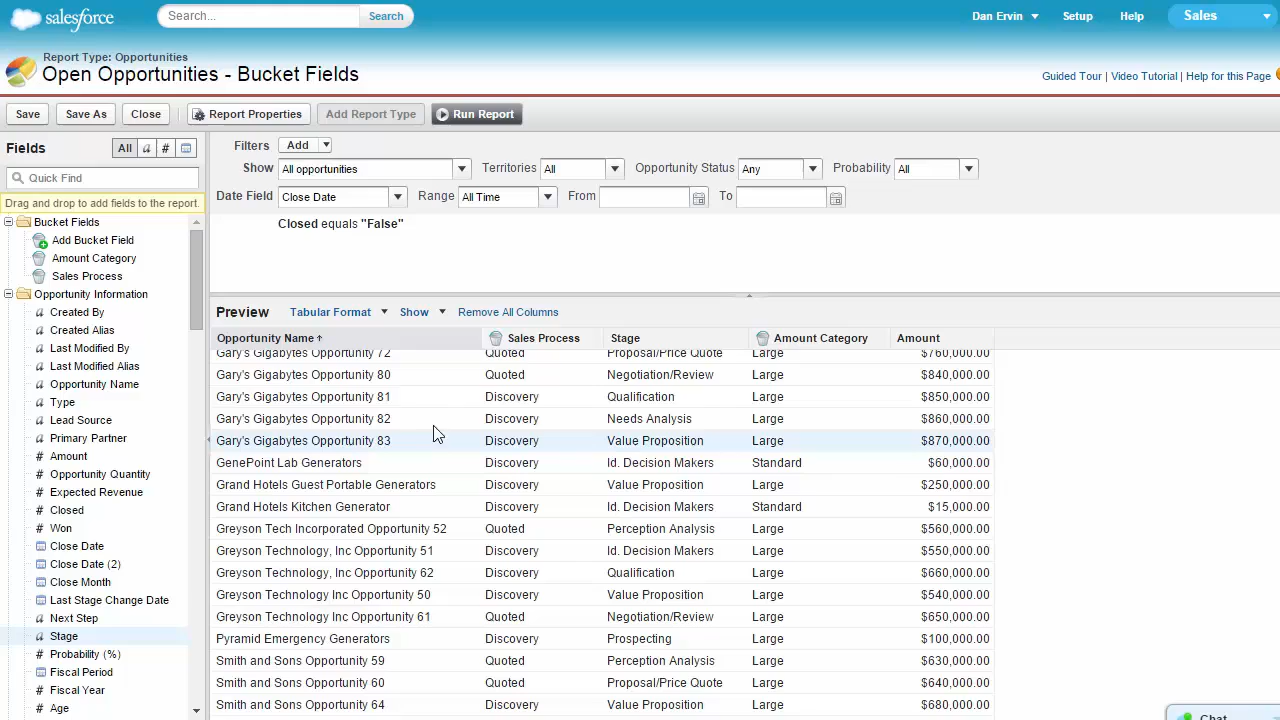 salesforce
Search...
Search
Dan Ervin
Setup
Help
Sales
Report Type: Opportunities
Open Opportunities - Bucket Fields
Guided Tour | Video Tutorial | Help for this Page
Save
Save As
Close
Report Properties
Add Report Type
Run Report
Fields
All
a
#
Quick Find
Drag and drop to add fields to the report.
Bucket Fields
Add Bucket Field
Amount Category
Sales Process
Opportunity Information
a Created By
a Created Alias
a Last Modified By
a Last Modified Alias
a Opportunity Name
a Type
a Lead Source
a Primary Partner
# Amount
# Opportunity Quantity
# Expected Revenue
# Closed
# Won
Close Date
Close Date (2)
Close Month
Last Stage Change Date
a Next Step
a Stage
# Probability (%)
Fiscal Period
# Fiscal Year
# Age
Filters
Add
Show All opportunities Territories All Opportunity Status Any Probability All
Date Field Close Date Range All Time From To
Closed equals "False"
Preview Tabular Format Show Remove All Columns
Opportunity Name Sales Process Stage Amount Category Amount
Gary's Gigabytes Opportunity 72 Quoted Proposal/Price Quote Large $760,000.00
Gary's Gigabytes Opportunity 80 Quoted Negotiation/Review Large $840,000.00
Gary's Gigabytes Opportunity 81 Discovery Qualification Large $850,000.00
Gary's Gigabytes Opportunity 82 Discovery Needs Analysis Large $860,000.00
Gary's Gigabytes Opportunity 83 Discovery Value Proposition Large $870,000.00
GenePoint Lab Generators Discovery Id. Decision Makers Standard $60,000.00
Grand Hotels Guest Portable Generators Discovery Value Proposition Large $250,000.00
Grand Hotels Kitchen Generator Discovery Id. Decision Makers Standard $15,000.00
Greyson Tech Incorporated Opportunity 52 Quoted Perception Analysis Large $560,000.00
Greyson Technology, Inc Opportunity 51 Discovery Id. Decision Makers Large $550,000.00
Greyson Technology, Inc Opportunity 62 Discovery Qualification Large $660,000.00
Greyson Technology Inc Opportunity 50 Discovery Value Proposition Large $540,000.00
Greyson Technology Inc Opportunity 61 Quoted Negotiation/Review Large $650,000.00
Pyramid Emergency Generators Discovery Prospecting Large $100,000.00
Smith and Sons Opportunity 59 Quoted Perception Analysis Large $630,000.00
Smith and Sons Opportunity 60 Quoted Proposal/Price Quote Large $640,000.00
Smith and Sons Opportunity 64 Discovery Value Proposition Large $680,000.00
Chat